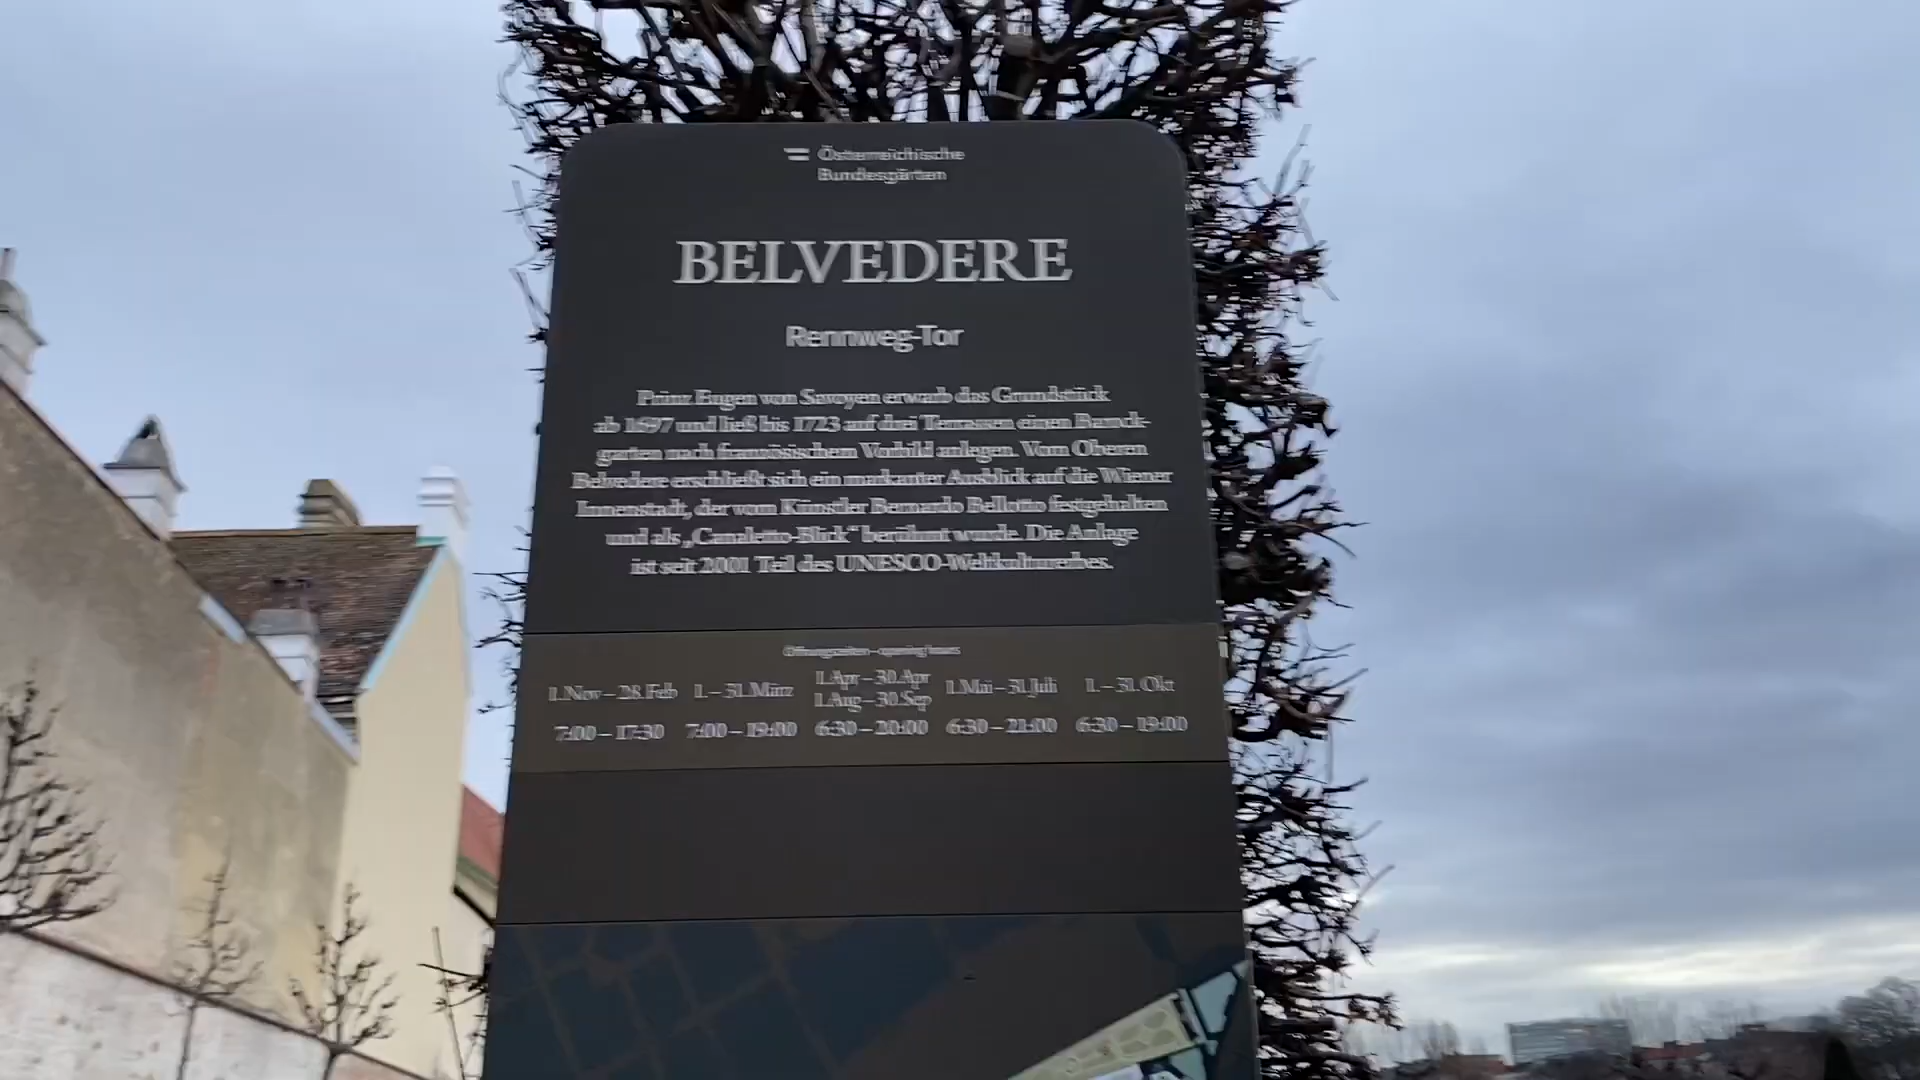 Österreichische
Bundesgärten
BELVEDERE
Rennweg-Tor
Prinz Eugen von Savoyen erwarb das Grundstück
ab 1697 und ließ bis 1723 auf drei Terrassen einen Barock-
garten nach französischem Vorbild anlegen. Vom Oberen
Belvedere erschließt sich ein markanter Ausblick auf die Wiener
Innenstadt, der vom Künstler Bernardo Bellotto festgehalten
und als „Canaletto-Blick“ berühmt wurde. Die Anlage
ist seit 2001 Teil des UNESCO-Weltkulturerbes.
Öffnungszeiten - opening hours
1.Nov – 28.Feb 1. – 31.März 1.Apr – 30.Apr 1.Mai – 31.Juli 1. – 31.Okt
1.Aug – 30.Sep
7:00 – 17:30 7:00 – 19:00 6:30 – 20:00 6:30 – 21:00 6:30 – 19:00